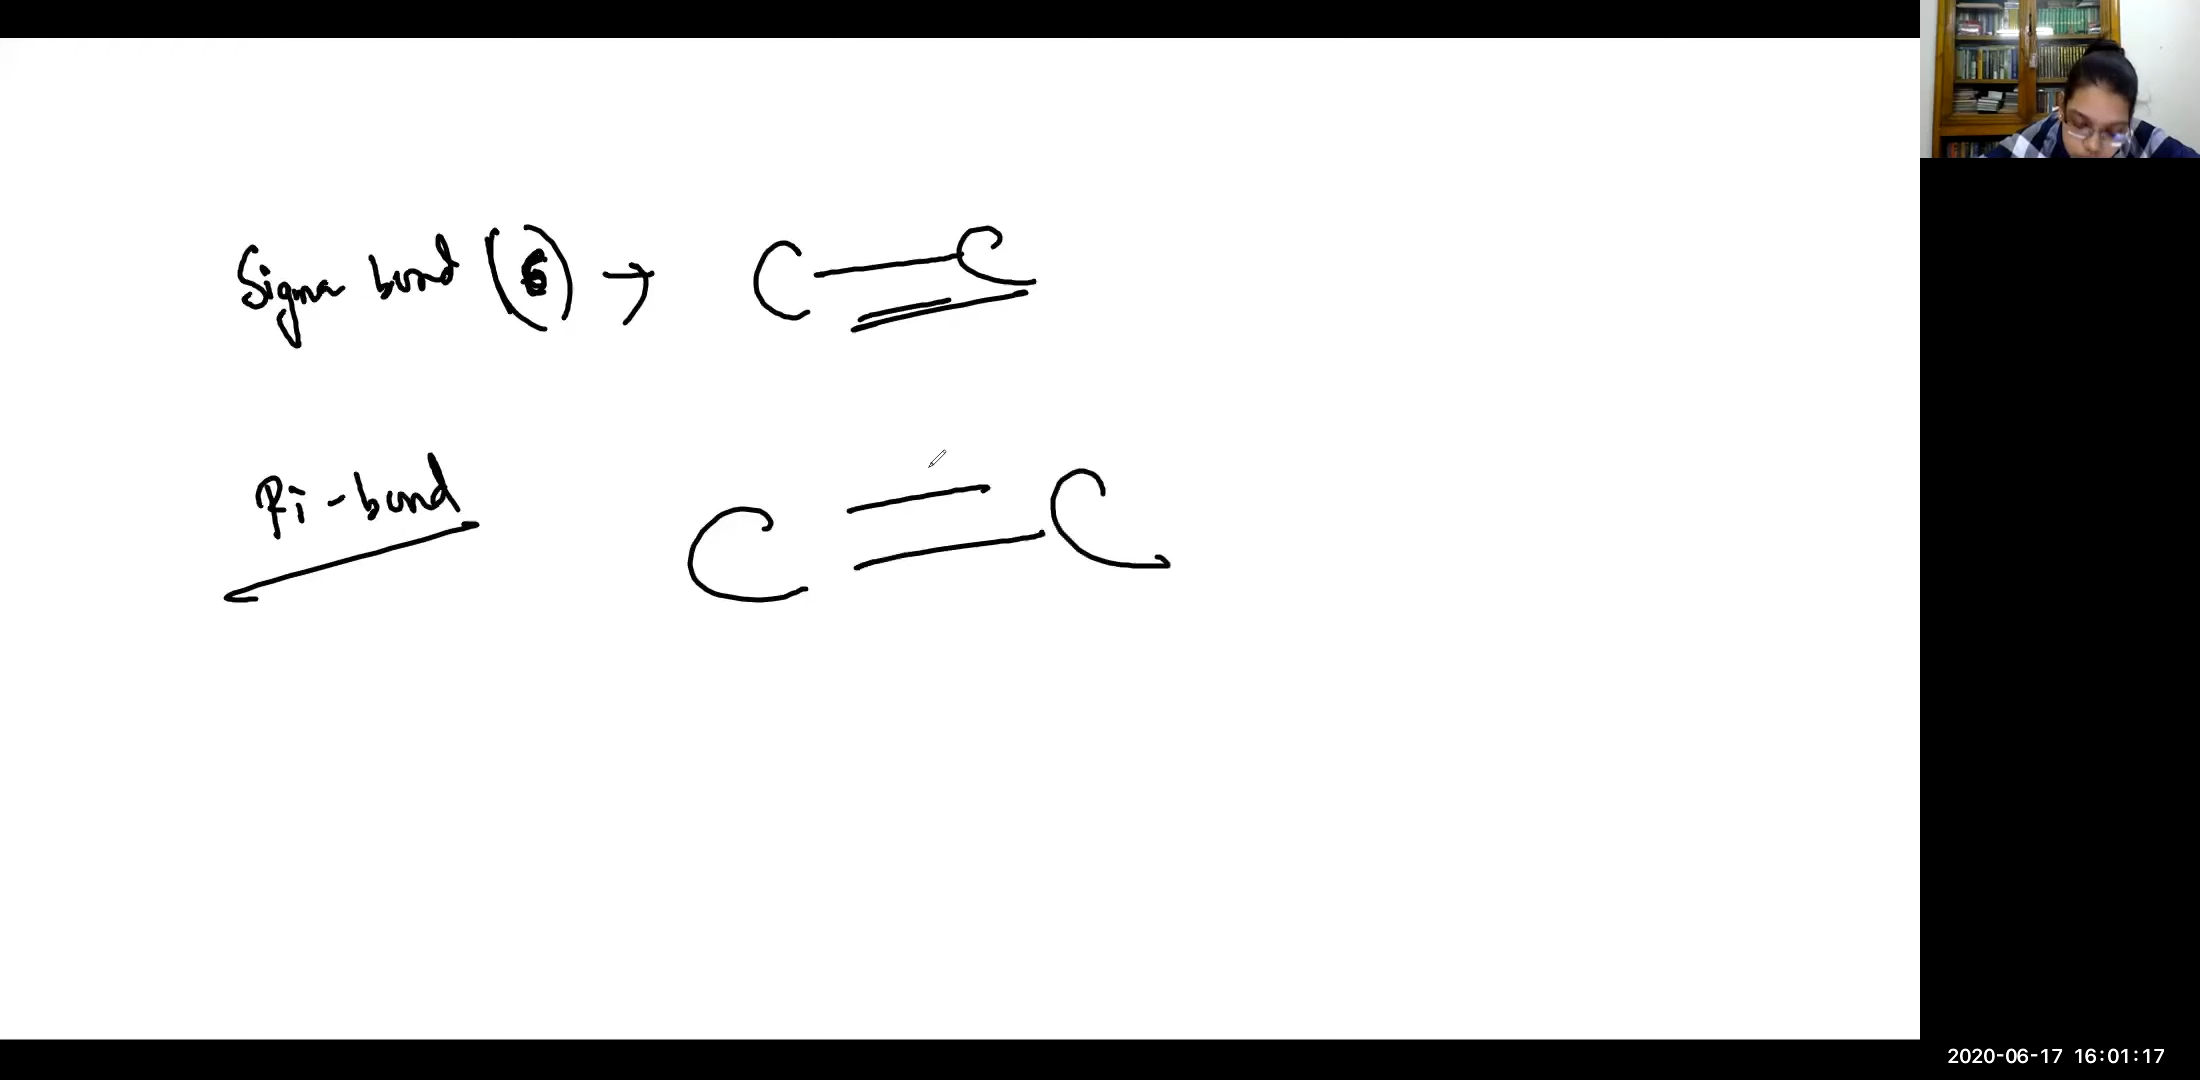 Sigma bond (σ) → C — C
Pi-bond C = C
2020-06-17 16:01:17